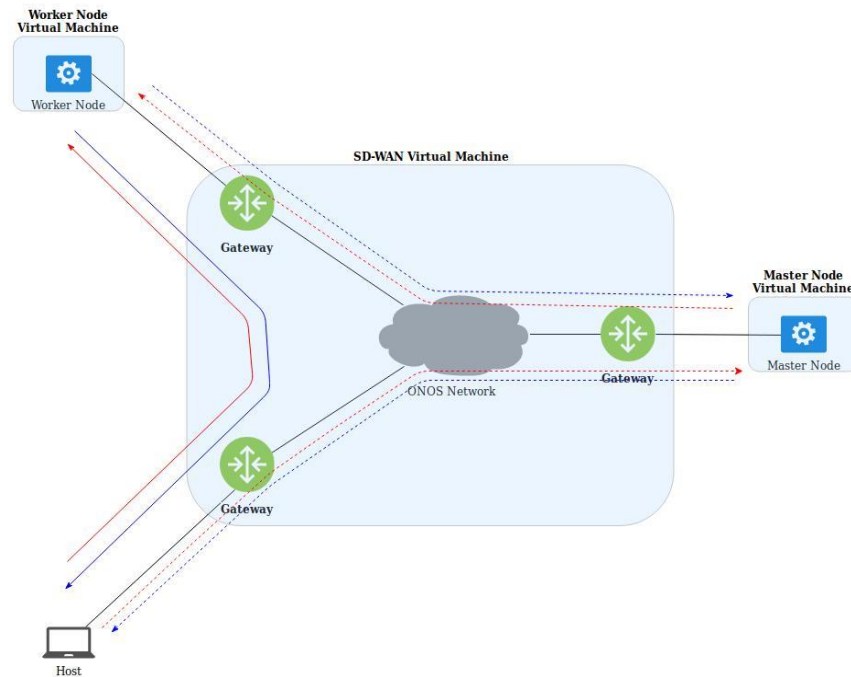 Worker Node
Virtual Machine
Worker Node
SD-WAN Virtual Machine
Gateway
Master Node
Virtual Machine
Master Node
Gateway
ONOS Network
Gateway
Host